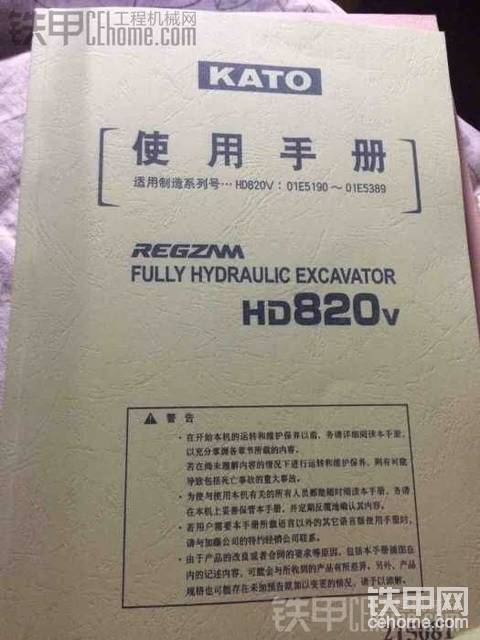 铁甲工程机械网
CEhome.com
KATO
使用手册
适用制造系列号…HD820V：01E5190～01E5389
REGZAM
FULLY HYDRAULIC EXCAVATOR
HD820V
警告
・在开始本机的运转和维护保养以前，务请详细阅读本手册，
以充分掌握各章节所载的内容。
若在尚未理解内容的情况下进行运转和维护保养，则有可能
导致包括死亡事故的重大事故。
・为使与使用本机有关的所有人员都能随时阅读本手册，务请
在本机上妥善保管本手册，并定期反覆地确认其内容。
・若用户需要本手册所载语言以外的其它语言版使用手册时，
请与加藤公司的特约经销公司联系。
・由于产品的改良或者合同的要求等原因，包括本手册插图在
内的记述内容，可能会与所收到的产品有所差异。另外，产品
规格也可能存在未加预告就加以变更的情况，请予以谅解。
铁甲网
铁甲CEhome.com